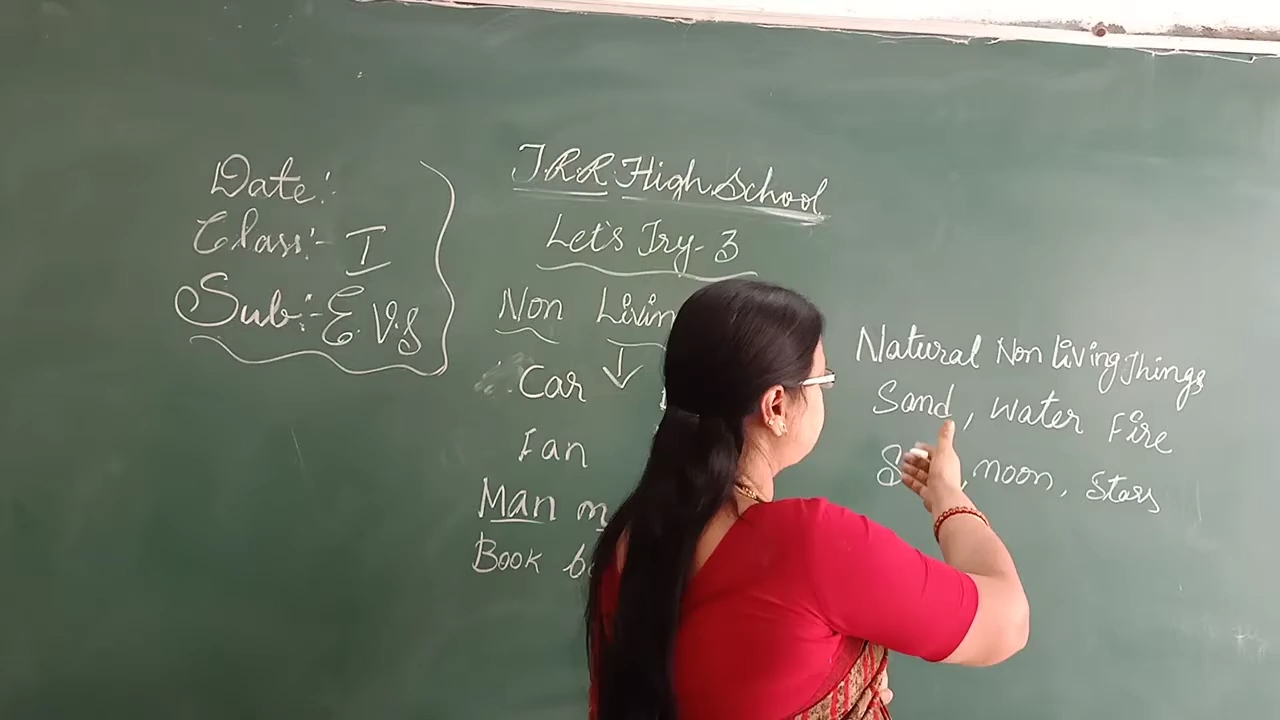 Date:
Class:- I
Sub:- E.V.S
J.R.R. High School
Let's Try-3
Non Livin
Car
Fan
Man m
Book
Natural Non Living Things
Sand, Water Fire
moon, Stars